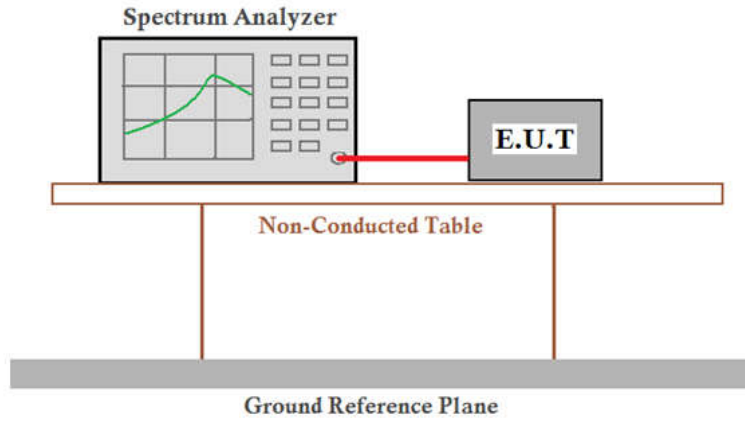 Spectrum Analyzer
E.U.T
Non-Conducted Table
Ground Reference Plane